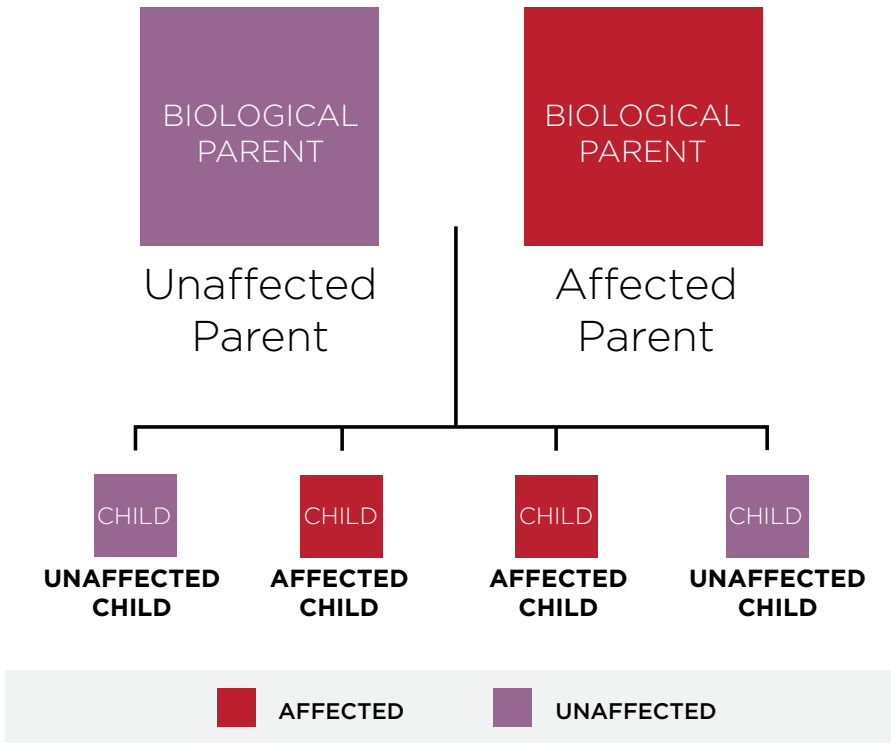 BIOLOGICAL
PARENT
BIOLOGICAL
PARENT
Unaffected
Parent
Affected
Parent
CHILD
CHILD
CHILD
CHILD
UNAFFECTED
CHILD
AFFECTED
CHILD
AFFECTED
CHILD
UNAFFECTED
CHILD
AFFECTED
UNAFFECTED